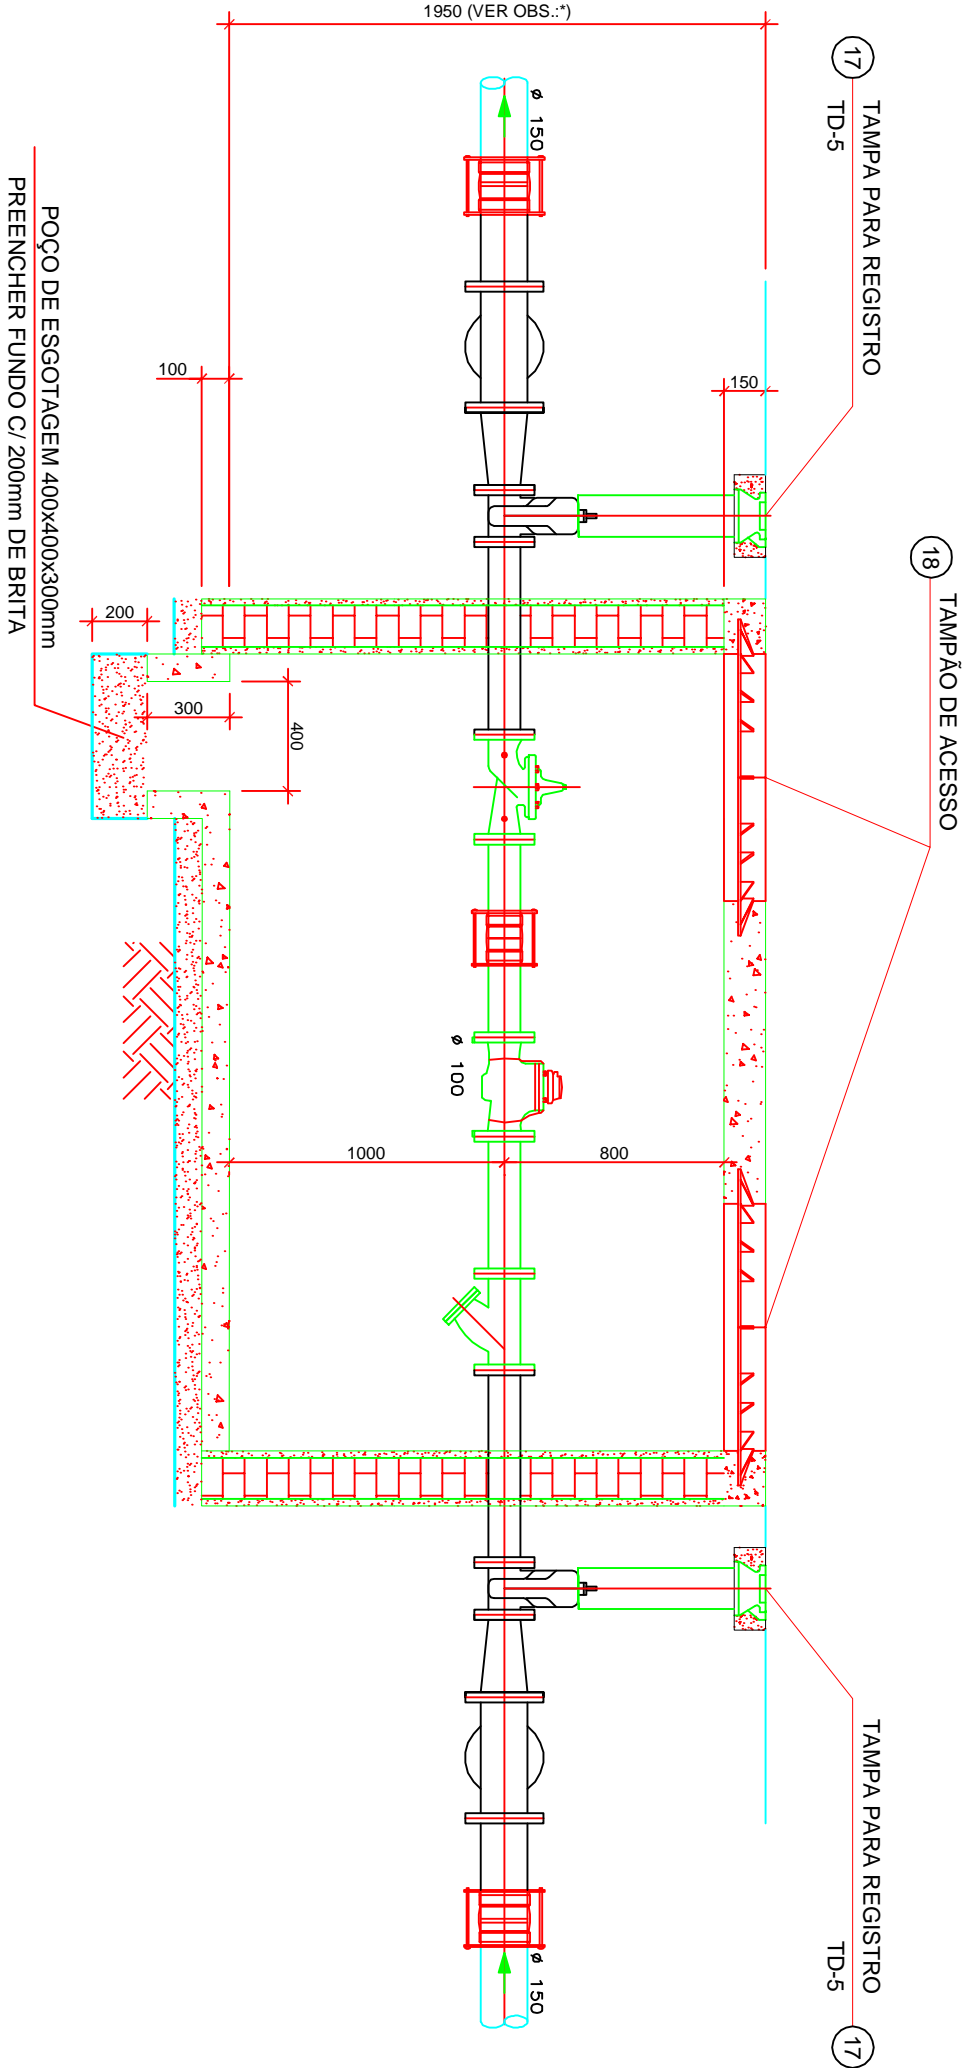 1950 (VER OBS.:*)
17
TAMPA PARA REGISTRO
TD-5
18
TAMPÃO DE ACESSO
TAMPA PARA REGISTRO
TD-5
17
ø 150
ø 100
ø 150
150
100
800
1000
400
300
200
POÇO DE ESGOTAGEM 400x400x300mm
PREENCHER FUNDO C/ 200mm DE BRITA